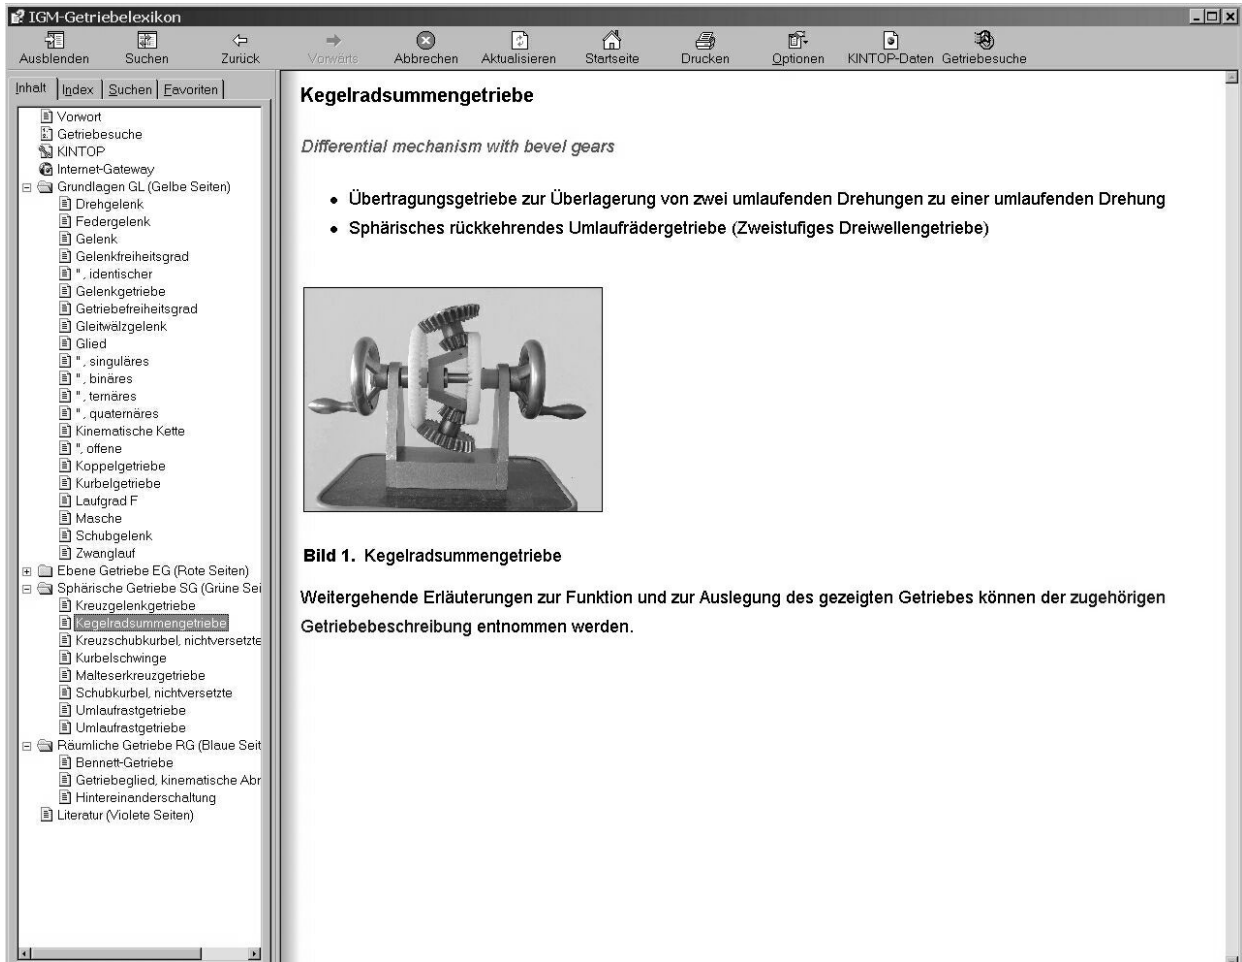 IGM-Getriebelexikon
Ausblenden Suchen Zurück Vorwärts Abbrechen Aktualisieren Startseite Drucken Optionen KINTOP-Daten Getriebesuche
Inhalt Index Suchen Favoriten
Vorwort
Getriebesuche
KINTOP
Internet-Gateway
Grundlagen GL (Gelbe Seiten)
Drehgelenk
Federgelenk
Gelenk
Gelenkfreiheitsgrad
", identischer
Gelenkgetriebe
Getriebefreiheitsgrad
Gleitwälzgelenk
Glied
", singuläres
", binäres
", ternäres
", quaternäres
Kinematische Kette
", offene
Koppelgetriebe
Kurbelgetriebe
Laufgrad F
Masche
Schubgelenk
Zwanglauf
Ebene Getriebe EG (Rote Seiten)
Sphärische Getriebe SG (Grüne Sei
Kreuzgelenkgetriebe
Kegelradsummengetriebe
Kreuzschubkurbel, nichtversetzte
Kurbelschwinge
Malteserkreuzgetriebe
Schubkurbel, nichtversetzte
Umlaufrastgetriebe
Umlaufrastgetriebe
Räumliche Getriebe RG (Blaue Seit
Bennett-Getriebe
Getriebeglied, kinematische Abr
Hintereinanderschaltung
Literatur (Violete Seiten)
Kegelradsummengetriebe
Differential mechanism with bevel gears
• Übertragungsgetriebe zur Überlagerung von zwei umlaufenden Drehungen zu einer umlaufenden Drehung
• Sphärisches rückkehrendes Umlaufrädergetriebe (Zweistufiges Dreiwellengetriebe)
Bild 1. Kegelradsummengetriebe
Weitergehende Erläuterungen zur Funktion und zur Auslegung des gezeigten Getriebes können der zugehörigen
Getriebebeschreibung entnommen werden.